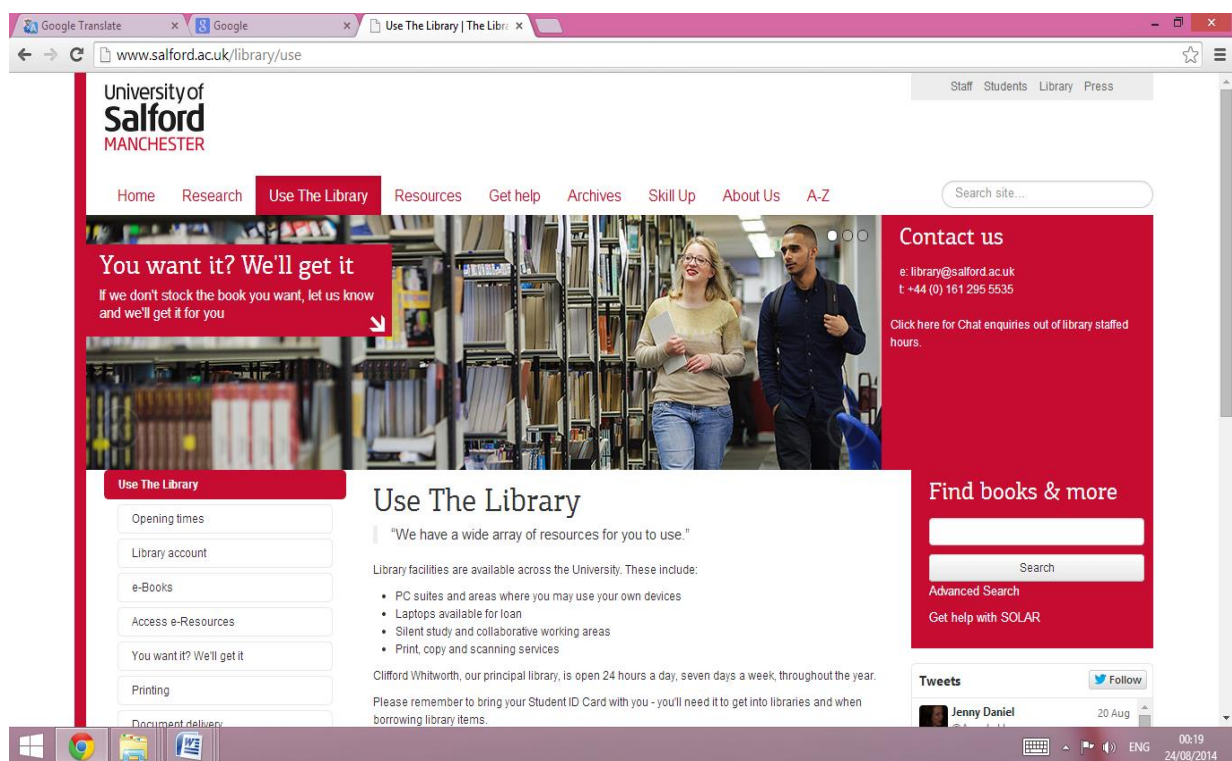 Google Translate
Google
Use The Library | The Libra
www.salford.ac.uk/library/use
University of
Salford
MANCHESTER
Staff Students Library Press
Home Research Use The Library Resources Get help Archives Skill Up About Us A-Z
Search site...
You want it? We'll get it
If we don't stock the book you want, let us know
and we'll get it for you
Contact us
e: library@salford.ac.uk
t: +44 (0) 161 295 5535
Click here for Chat enquiries out of library staffed
hours.
Use The Library
Opening times
Library account
e-Books
Access e-Resources
You want it? We'll get it
Printing
Document delivery
Use The Library
"We have a wide array of resources for you to use."
Library facilities are available across the University. These include:
• PC suites and areas where you may use your own devices
• Laptops available for loan
• Silent study and collaborative working areas
• Print, copy and scanning services
Clifford Whitworth, our principal library, is open 24 hours a day, seven days a week, throughout the year.
Please remember to bring your Student ID Card with you - you'll need it to get into libraries and when
borrowing library items.
Find books & more
Search
Advanced Search
Get help with SOLAR
Tweets
Follow
Jenny Daniel
20 Aug
ENG
00:19
24/08/2014